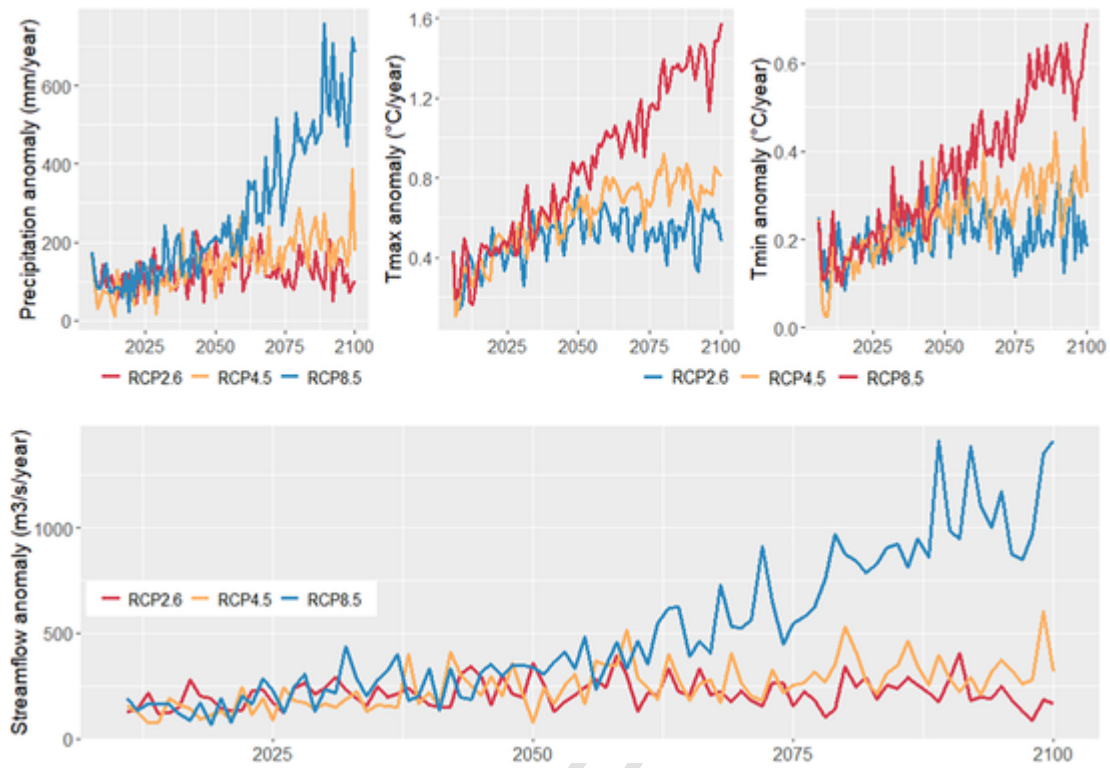 Precipitation anomaly (mm/year)
600
400
200
0
2025 2050 2075 2100
RCP2.6 RCP4.5 RCP8.5
Tmax anomaly (°C/year)
1.6
1.2
0.8
0.4
2025 2050 2075 2100
Tmin anomaly (°C/year)
0.6
0.4
0.2
0.0
2025 2050 2075 2100
RCP2.6 RCP4.5 RCP8.5
Streamflow anomaly (m3/s/year)
1000
500
0
RCP2.6 RCP4.5 RCP8.5
2025 2050 2075 2100